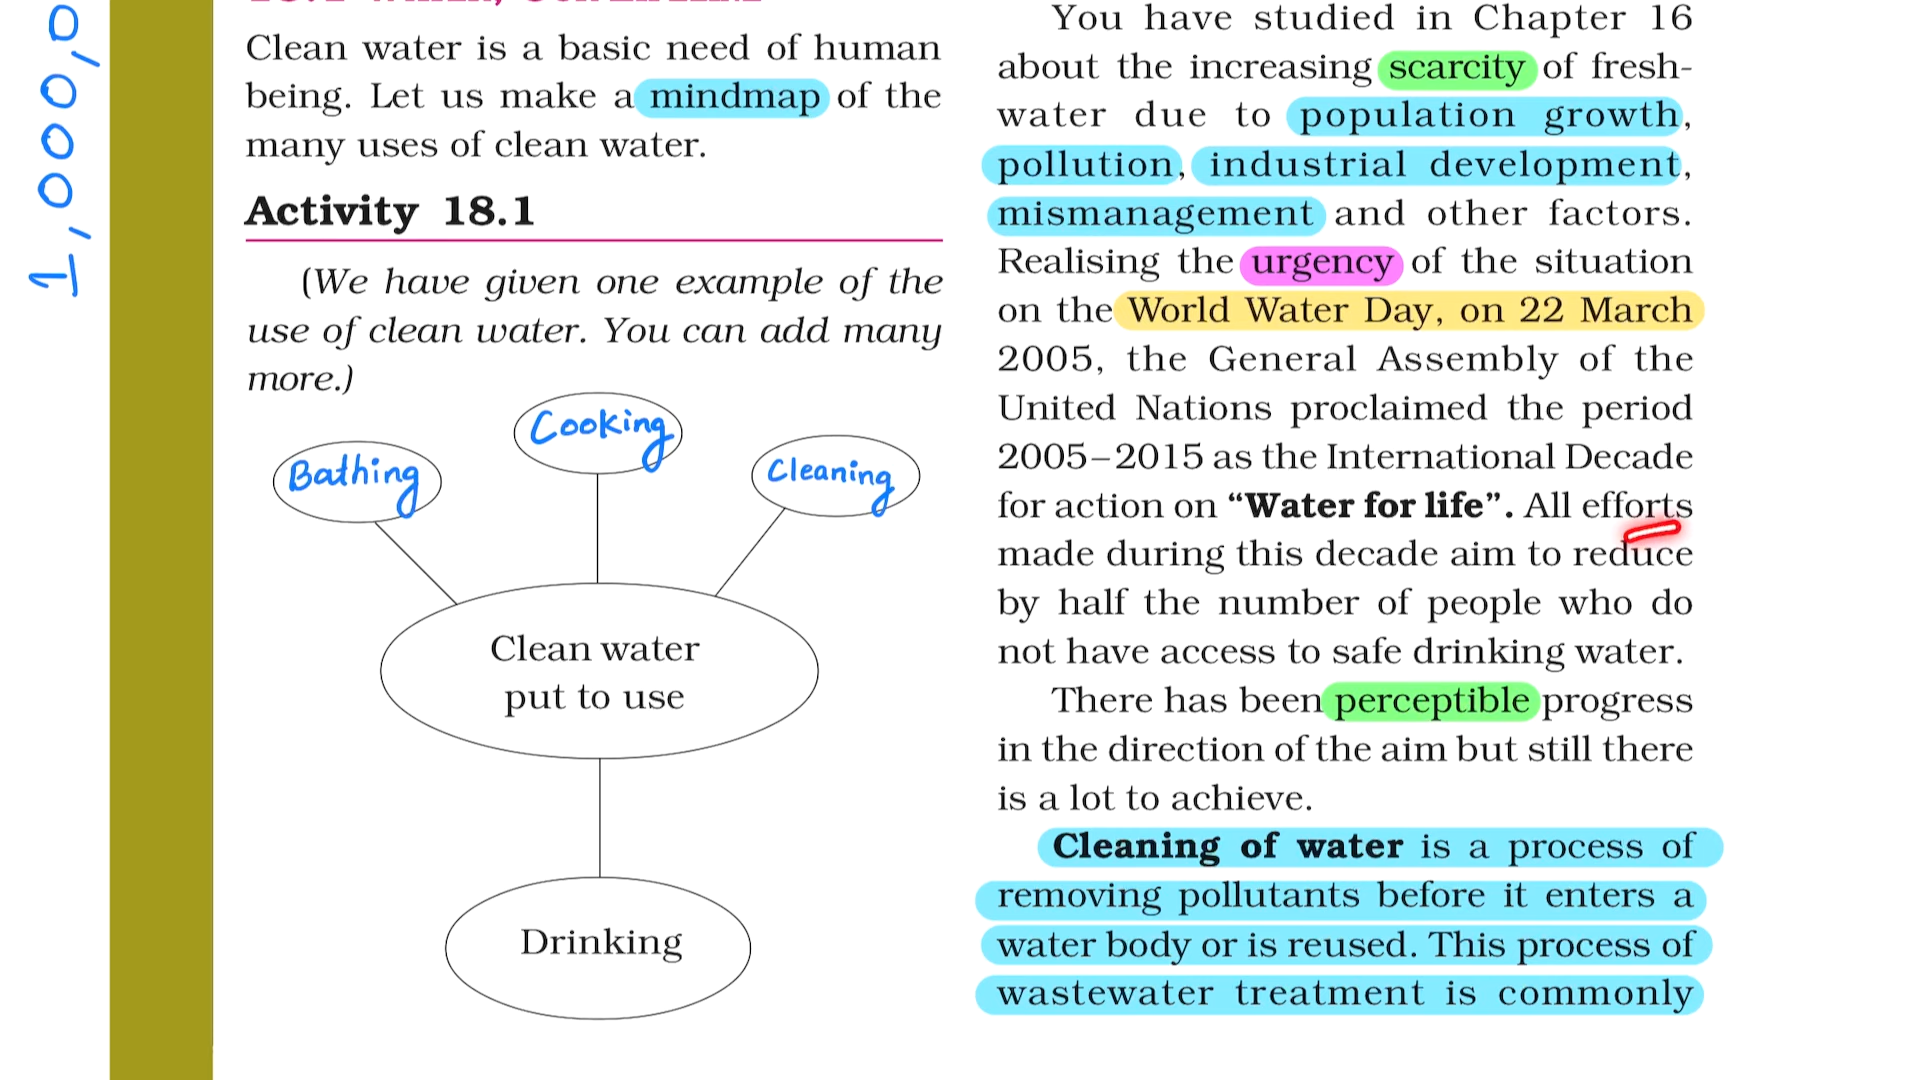 Clean water is a basic need of human
being. Let us make a mindmap of the
many uses of clean water.
Activity 18.1
(We have given one example of the
use of clean water. You can add many
more.)
Cooking
Bathing
Cleaning
Clean water
put to use
Drinking
You have studied in Chapter 16
about the increasing scarcity of fresh-
water due to population growth,
pollution, industrial development,
mismanagement and other factors.
Realising the urgency of the situation
on the World Water Day, on 22 March
2005, the General Assembly of the
United Nations proclaimed the period
2005–2015 as the International Decade
for action on “Water for life”. All efforts
made during this decade aim to reduce
by half the number of people who do
not have access to safe drinking water.
There has been perceptible progress
in the direction of the aim but still there
is a lot to achieve.
Cleaning of water is a process of
removing pollutants before it enters a
water body or is reused. This process of
wastewater treatment is commonly
1,000,0